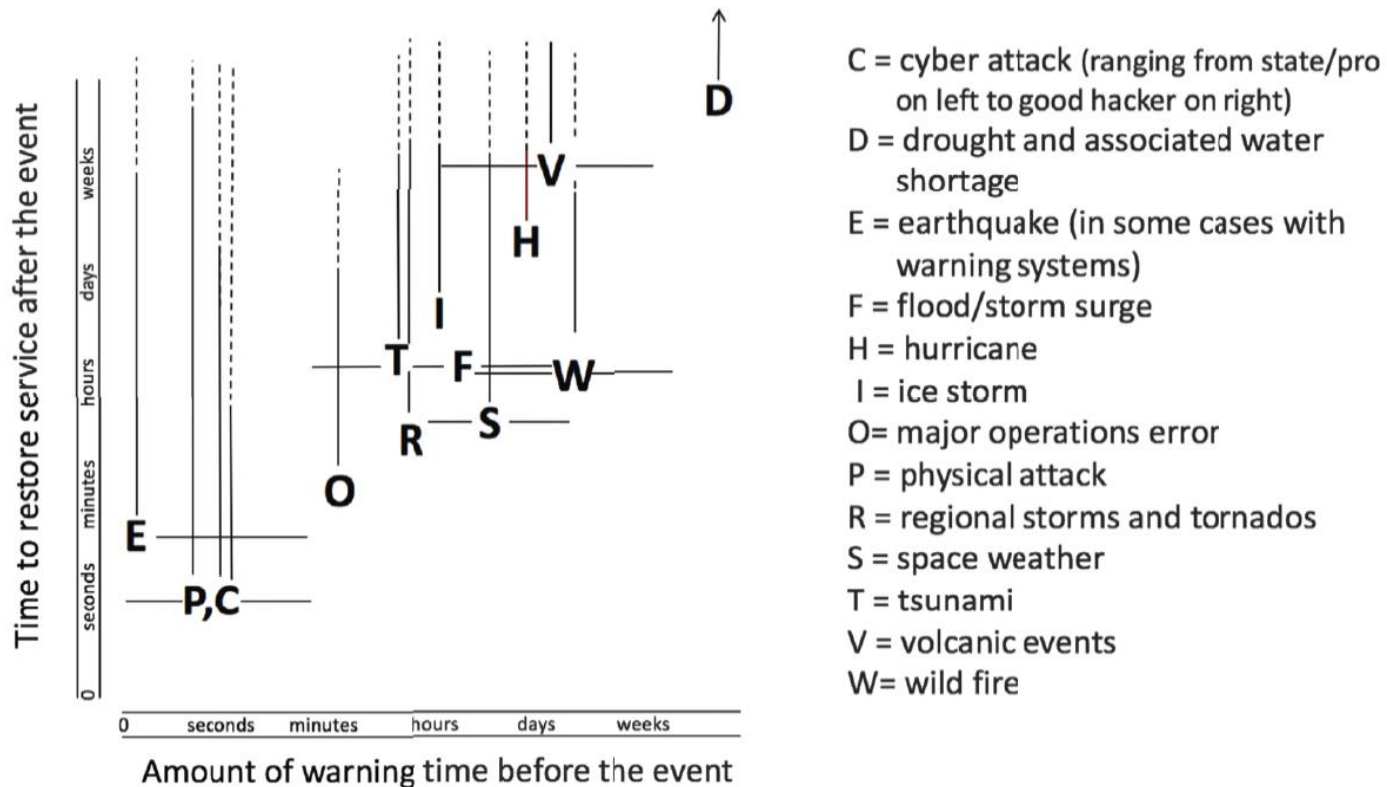 Time to restore service after the event
0 seconds minutes hours days weeks
D
V
H
I
T F W
R S
O
E
P,C
0 seconds minutes hours days weeks
Amount of warning time before the event
C = cyber attack (ranging from state/pro
on left to good hacker on right)
D = drought and associated water
shortage
E = earthquake (in some cases with
warning systems)
F = flood/storm surge
H = hurricane
I = ice storm
O= major operations error
P = physical attack
R = regional storms and tornados
S = space weather
T = tsunami
V = volcanic events
W= wild fire